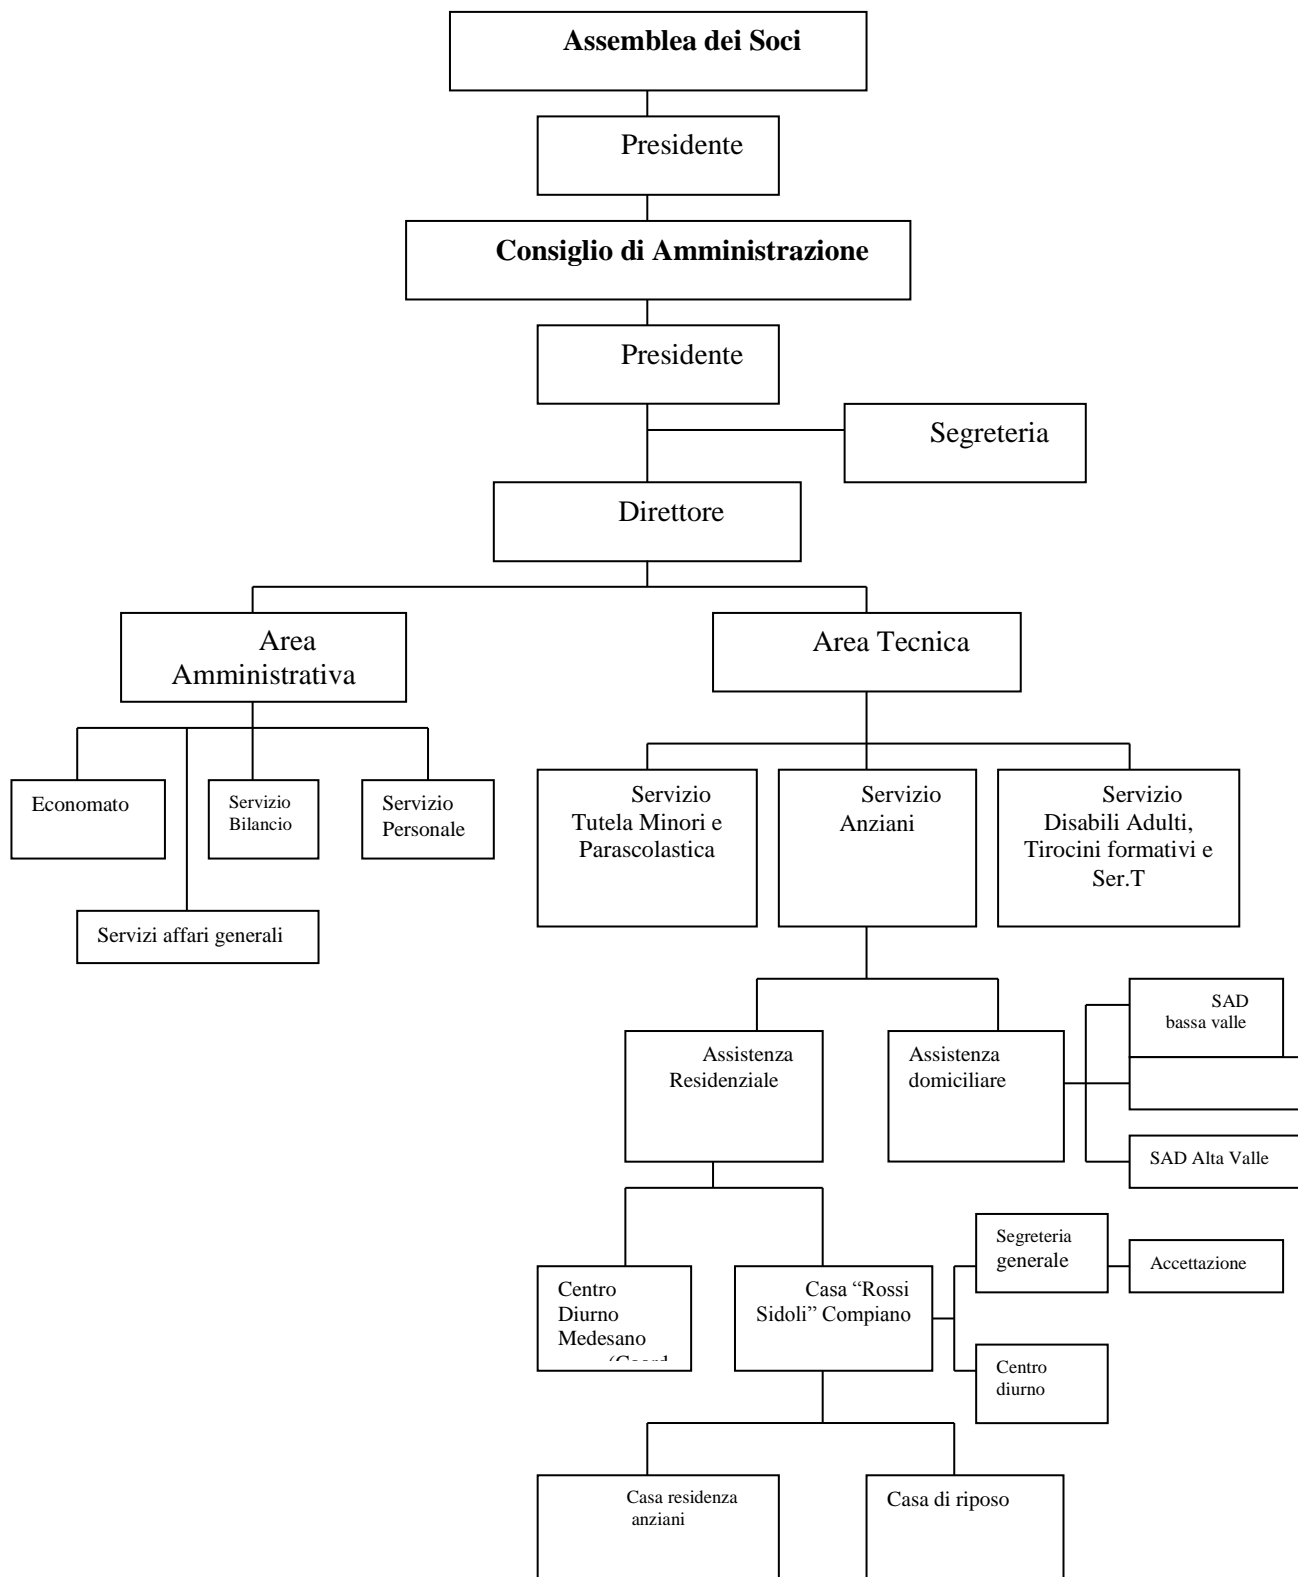 Assemblea dei Soci
Presidente
Consiglio di Amministrazione
Presidente
Segreteria
Direttore
Area
Amministrativa
Area Tecnica
Economato
Servizio
Bilancio
Servizio
Personale
Servizi affari generali
Servizio
Tutela Minori e
Parascolastica
Servizio
Anziani
Servizio
Disabili Adulti,
Tirocini formativi e
Ser.T
Assistenza
Residenziale
Assistenza
domiciliare
SAD
bassa valle
SAD Alta Valle
Centro
Diurno
Medesano
Casa “Rossi
Sidoli” Compiano
Segreteria
generale
Accettazione
Centro
diurno
Casa residenza
anziani
Casa di riposo